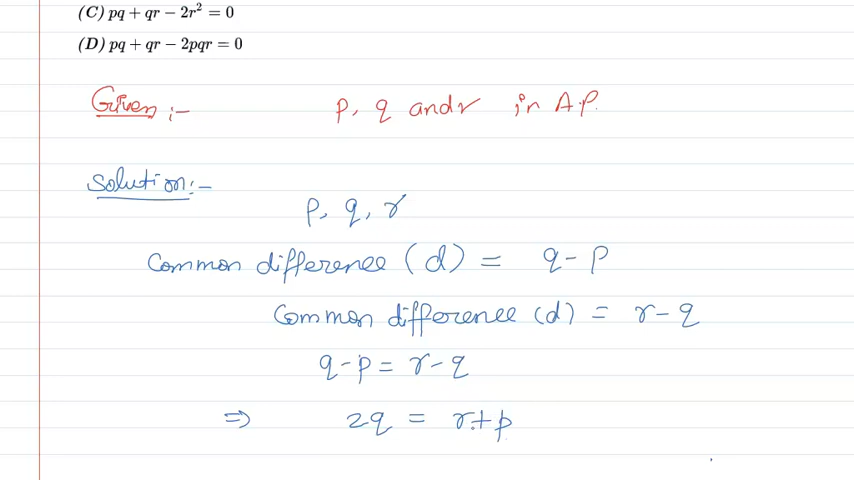 (C) pq + qr − 2r² = 0
(D) pq + qr − 2pqr = 0
Given :- p, q and r in A.P.
Solution:-
p, q, r
Common difference (d) = q - p
Common difference (d) = r - q
q - p = r - q
⇒ 2q = r + p